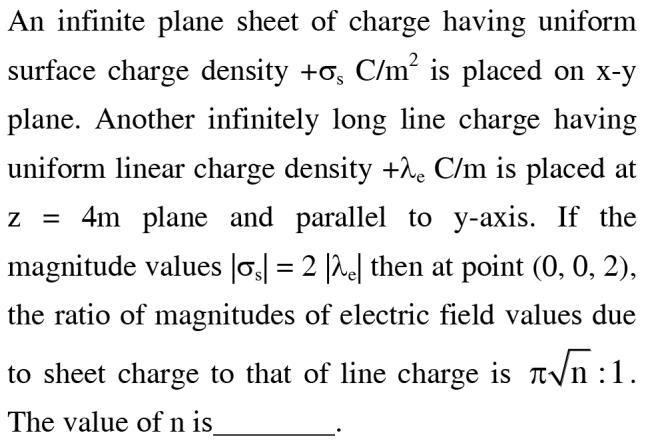 An infinite plane sheet of charge having uniform
surface charge density +σₛ C/m² is placed on x-y
plane. Another infinitely long line charge having
uniform linear charge density +λₑ C/m is placed at
z = 4m plane and parallel to y-axis. If the
magnitude values |σₛ| = 2 |λₑ| then at point (0, 0, 2),
the ratio of magnitudes of electric field values due
to sheet charge to that of line charge is π√n : 1.
The value of n is__________.